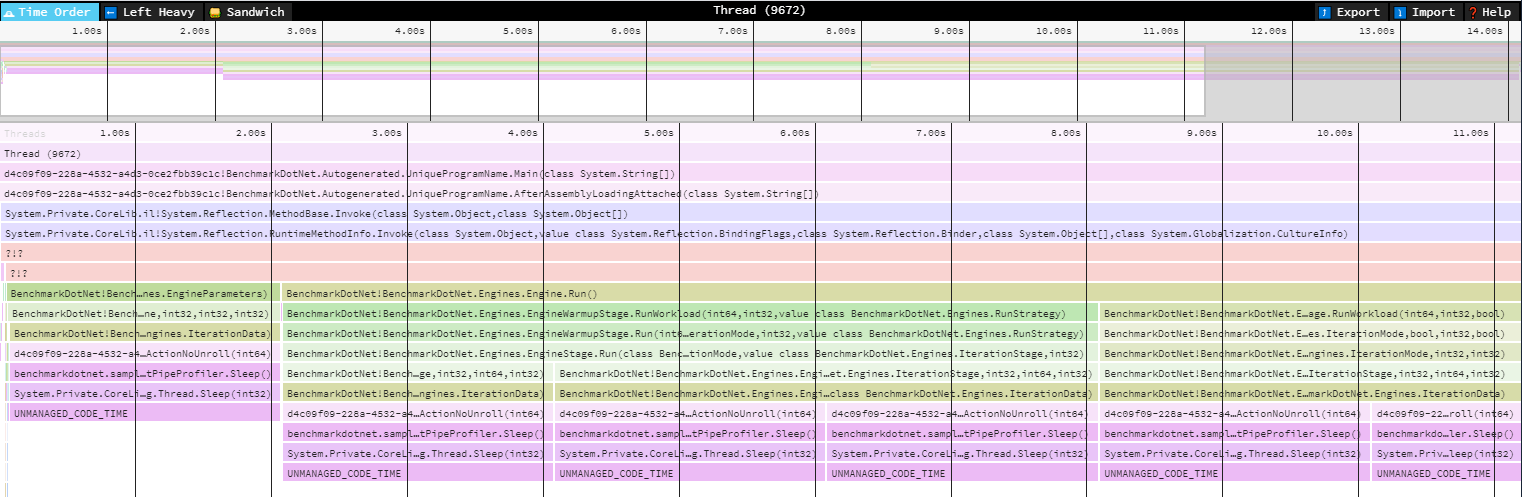 Time Order Left Heavy Sandwich Thread (9672) Export Import Help
1.00s 2.00s 3.00s 4.00s 5.00s 6.00s 7.00s 8.00s 9.00s 10.00s 11.00s 12.00s 13.00s 14.00s
Threads 1.00s 2.00s 3.00s 4.00s 5.00s 6.00s 7.00s 8.00s 9.00s 10.00s 11.00s
Thread (9672)
d4c09f09-228a-4532-a4d3-0ce2fbb39c1c!BenchmarkDotNet.Autogenerated.UniqueProgramName.Main(class System.String[])
d4c09f09-228a-4532-a4d3-0ce2fbb39c1c!BenchmarkDotNet.Autogenerated.UniqueProgramName.AfterAssemblyLoadingAttached(class System.String[])
System.Private.CoreLib.il!System.Reflection.MethodBase.Invoke(class System.Object,class System.Object[])
System.Private.CoreLib.il!System.Reflection.RuntimeMethodInfo.Invoke(class System.Object,value class System.Reflection.BindingFlags,class System.Reflection.Binder,class System.Object[],class System.Globalization.CultureInfo)
?!?
?!?
BenchmarkDotNet!Bench…nes.EngineParameters) BenchmarkDotNet!BenchmarkDotNet.Engines.Engine.Run()
BenchmarkDotNet!Bench…ne,int32,int32,int32) BenchmarkDotNet!BenchmarkDotNet.Engines.EngineWarmupStage.RunWorkload(int64,int32,value class BenchmarkDotNet.Engines.RunStrategy) BenchmarkDotNet!BenchmarkDotNet.E…age.RunWorkload(int64,int32,bool)
BenchmarkDotNet!Bench…ngines.IterationData) BenchmarkDotNet!BenchmarkDotNet.Engines.EngineWarmupStage.Run(int6…erationMode,int32,value class BenchmarkDotNet.Engines.RunStrategy) BenchmarkDotNet!BenchmarkDotNet.E…es.IterationMode,bool,int32,bool)
d4c09f09-228a-4532-a4…ActionNoUnroll(int64) BenchmarkDotNet!BenchmarkDotNet.Engines.EngineStage.Run(class Benc…tionMode,value class BenchmarkDotNet.Engines.IterationStage,int32) BenchmarkDotNet!BenchmarkDotNet.E…ngines.IterationMode,int32,int32)
benchmarkdotnet.sampl…tPipeProfiler.Sleep() BenchmarkDotNet!Bench…ge,int32,int64,int32) BenchmarkDotNet!BenchmarkDotNet.Engines.Engi…et.Engines.IterationStage,int32,int64,int32) BenchmarkDotNet!BenchmarkDotNet.E…IterationStage,int32,int64,int32)
System.Private.CoreLi…g.Thread.Sleep(int32) BenchmarkDotNet!Bench…ngines.IterationData) BenchmarkDotNet!BenchmarkDotNet.Engines.Engi…class BenchmarkDotNet.Engines.IterationData) BenchmarkDotNet!BenchmarkDotNet.E…markDotNet.Engines.IterationData)
UNMANAGED_CODE_TIME d4c09f09-228a-4532-a4…ActionNoUnroll(int64) d4c09f09-228a-4532-a4…ActionNoUnroll(int64) d4c09f09-228a-4532-a4…ActionNoUnroll(int64) d4c09f09-228a-4532-a4…ActionNoUnroll(int64) d4c09f09-22…roll(int64)
benchmarkdotnet.sampl…tPipeProfiler.Sleep() benchmarkdotnet.sampl…tPipeProfiler.Sleep() benchmarkdotnet.sampl…tPipeProfiler.Sleep() benchmarkdotnet.sampl…tPipeProfiler.Sleep() benchmarkdo…ler.Sleep()
System.Private.CoreLi…g.Thread.Sleep(int32) System.Private.CoreLi…g.Thread.Sleep(int32) System.Private.CoreLi…g.Thread.Sleep(int32) System.Private.CoreLi…g.Thread.Sleep(int32) System.Priv…leep(int32)
UNMANAGED_CODE_TIME UNMANAGED_CODE_TIME UNMANAGED_CODE_TIME UNMANAGED_CODE_TIME UNMANAGED_CODE_TIME